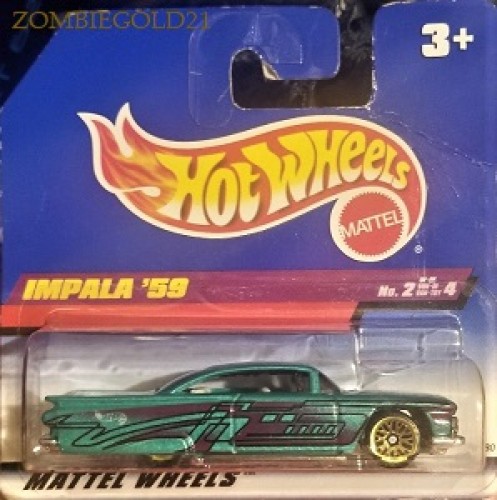 ZOMBIEGOLD21
3+
HOT WHEELS
MATTEL
®
IMPALA '59
No. 2 4
MATTEL WHEELS